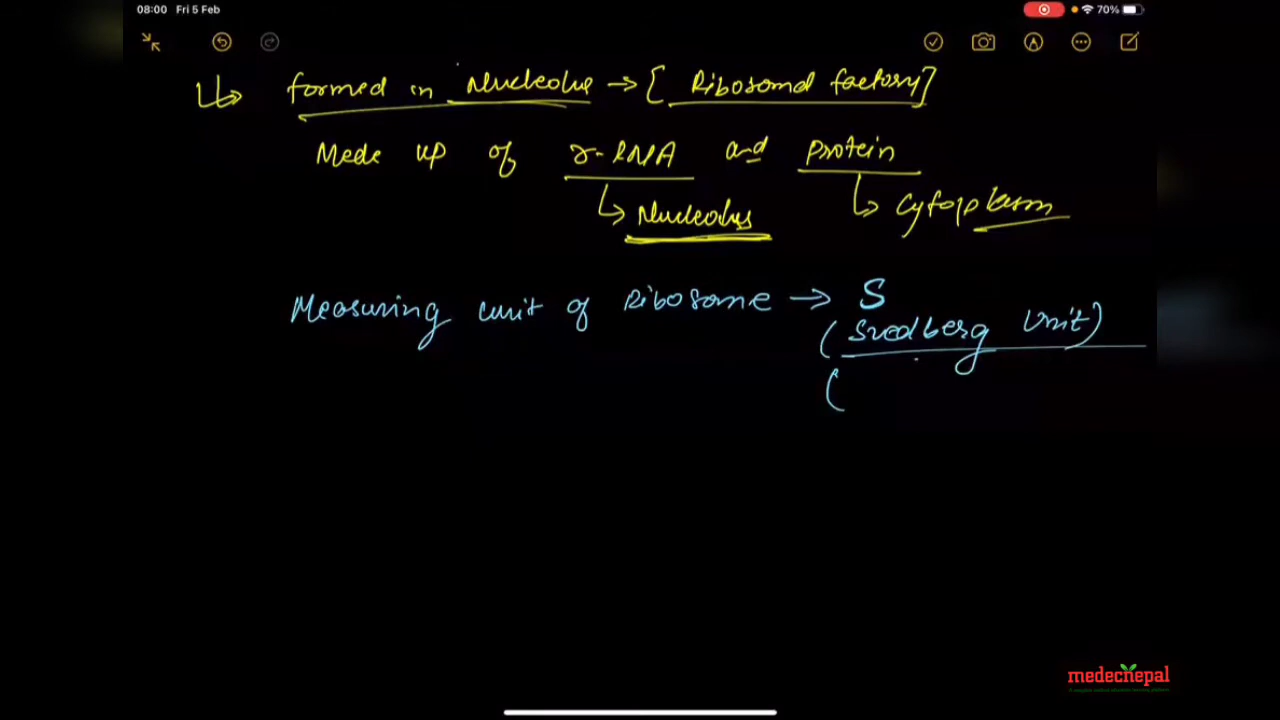 08:00 Fri 5 Feb
70%
formed in Nucleolus → [ Ribosomal factory]
Made up of r-RNA and protein
Nucleolus
Cytoplasm
Measuring unit of Ribosome → S
(Svedberg Unit)
(
medecnepal